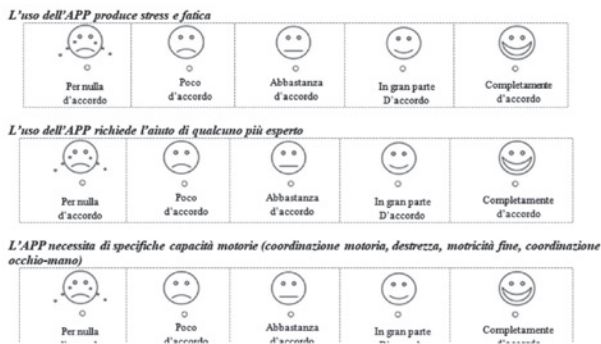 L'uso dell'APP produce stress e fatica
Per nulla Poco Abbastanza In gran parte Completamente
d'accordo d'accordo d'accordo D'accordo d'accordo
L'uso dell'APP richiede l'aiuto di qualcuno più esperto
Per nulla Poco Abbastanza In gran parte Completamente
d'accordo d'accordo d'accordo D'accordo d'accordo
L'APP necessita di specifiche capacità motorie (coordinazione motoria, destrezza, motricità fine, coordinazione
occhio-mano)
Per nulla Poco Abbastanza In gran parte Completamente